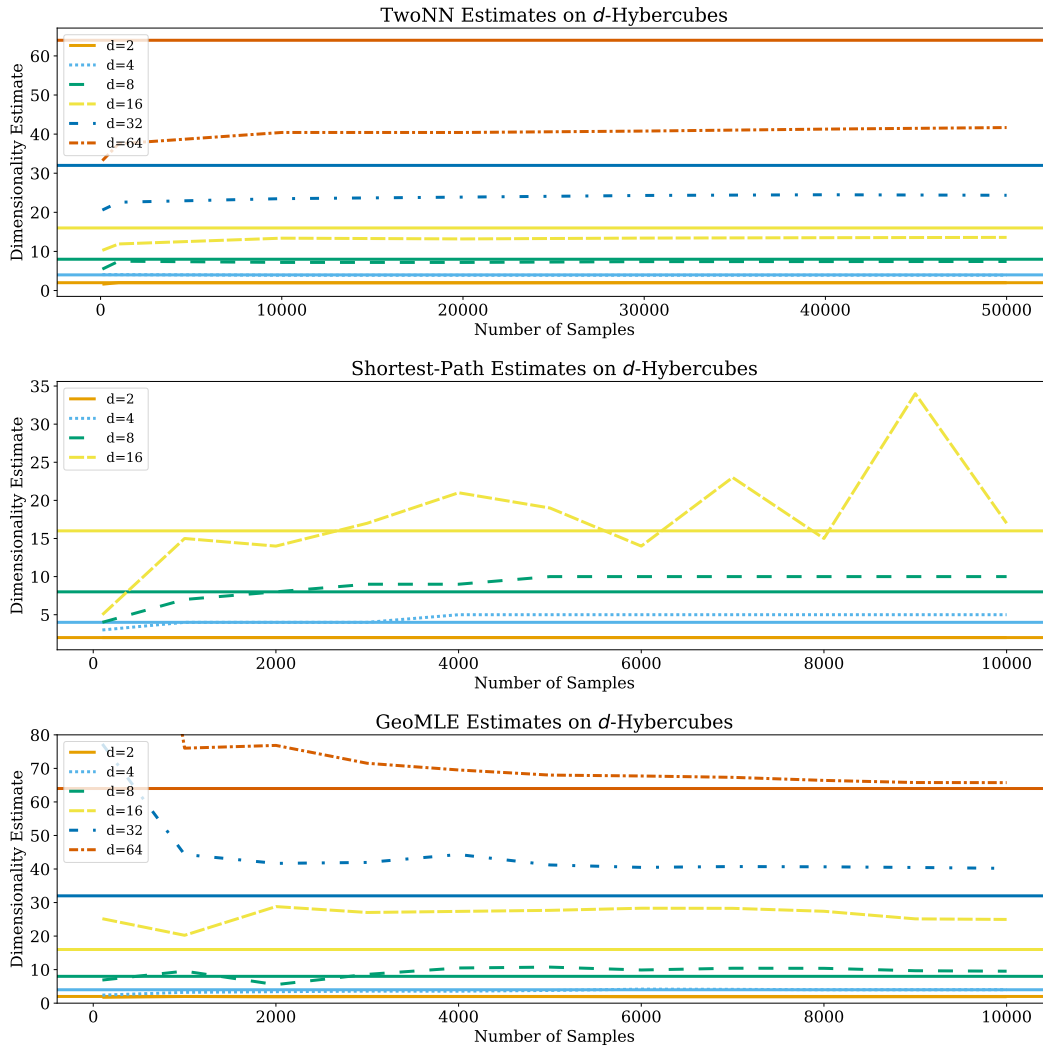 TwoNN Estimates on d-Hybercubes
Dimensionality Estimate
60
50
40
30
20
10
0
d=2
d=4
d=8
d=16
d=32
d=64
0 10000 20000 30000 40000 50000
Number of Samples
Shortest-Path Estimates on d-Hybercubes
Dimensionality Estimate
35
30
25
20
15
10
5
d=2
d=4
d=8
d=16
0 2000 4000 6000 8000 10000
Number of Samples
GeoMLE Estimates on d-Hybercubes
Dimensionality Estimate
80
70
60
50
40
30
20
10
0
d=2
d=4
d=8
d=16
d=32
d=64
0 2000 4000 6000 8000 10000
Number of Samples